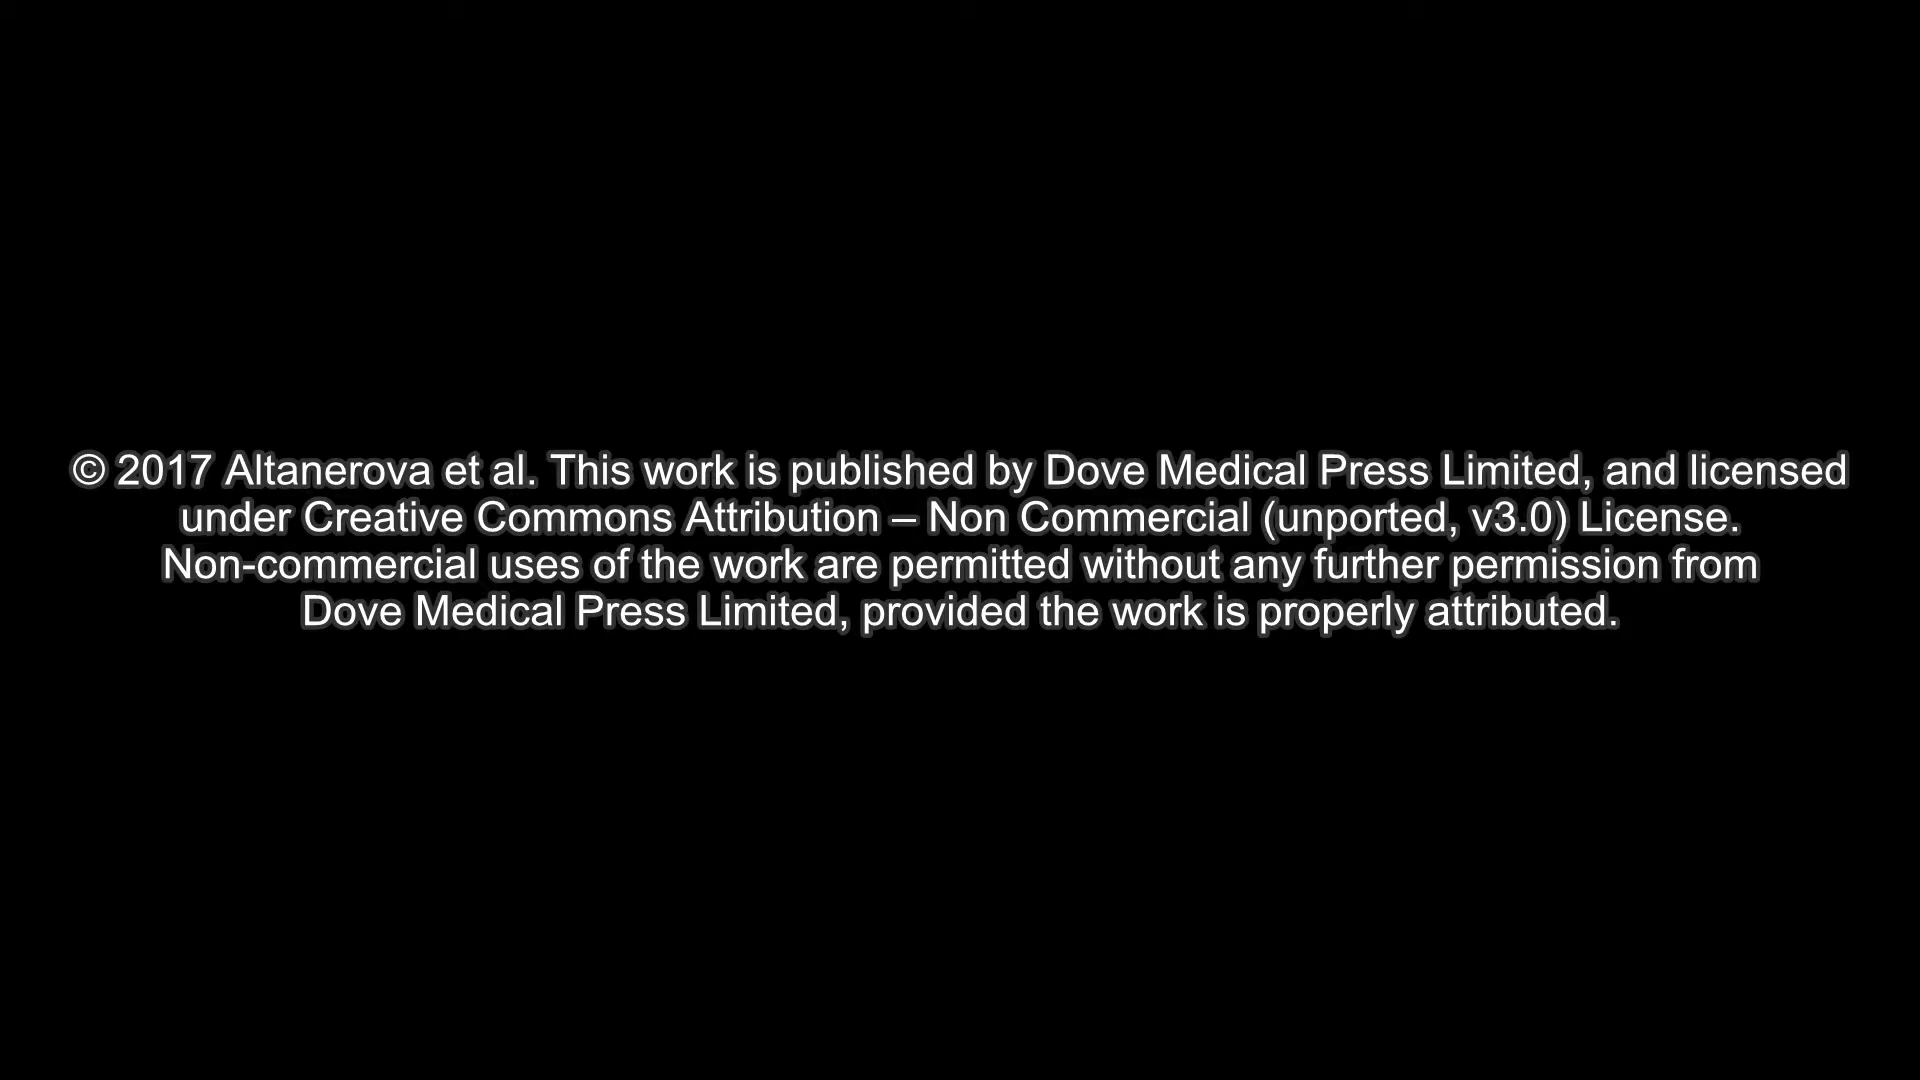 © 2017 Altanerova et al. This work is published by Dove Medical Press Limited, and licensed
under Creative Commons Attribution – Non Commercial (unported, v3.0) License.
Non-commercial uses of the work are permitted without any further permission from
Dove Medical Press Limited, provided the work is properly attributed.